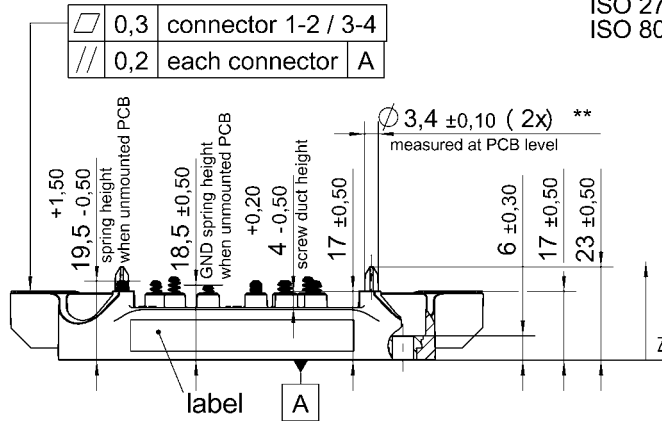 ISO 27
ISO 80
⏥ 0,3 connector 1-2 / 3-4
// 0,2 each connector A
∅ 3,4 ±0,10 ( 2x) **
measured at PCB level
+1,50
19,5 -0,50
spring height
when unmounted PCB
18,5 ±0,50
GND spring height
when unmounted PCB
+0,20
4 -0,50
screw duct height
17 ±0,50
6 ±0,30
17 ±0,50
23 ±0,50
label
A